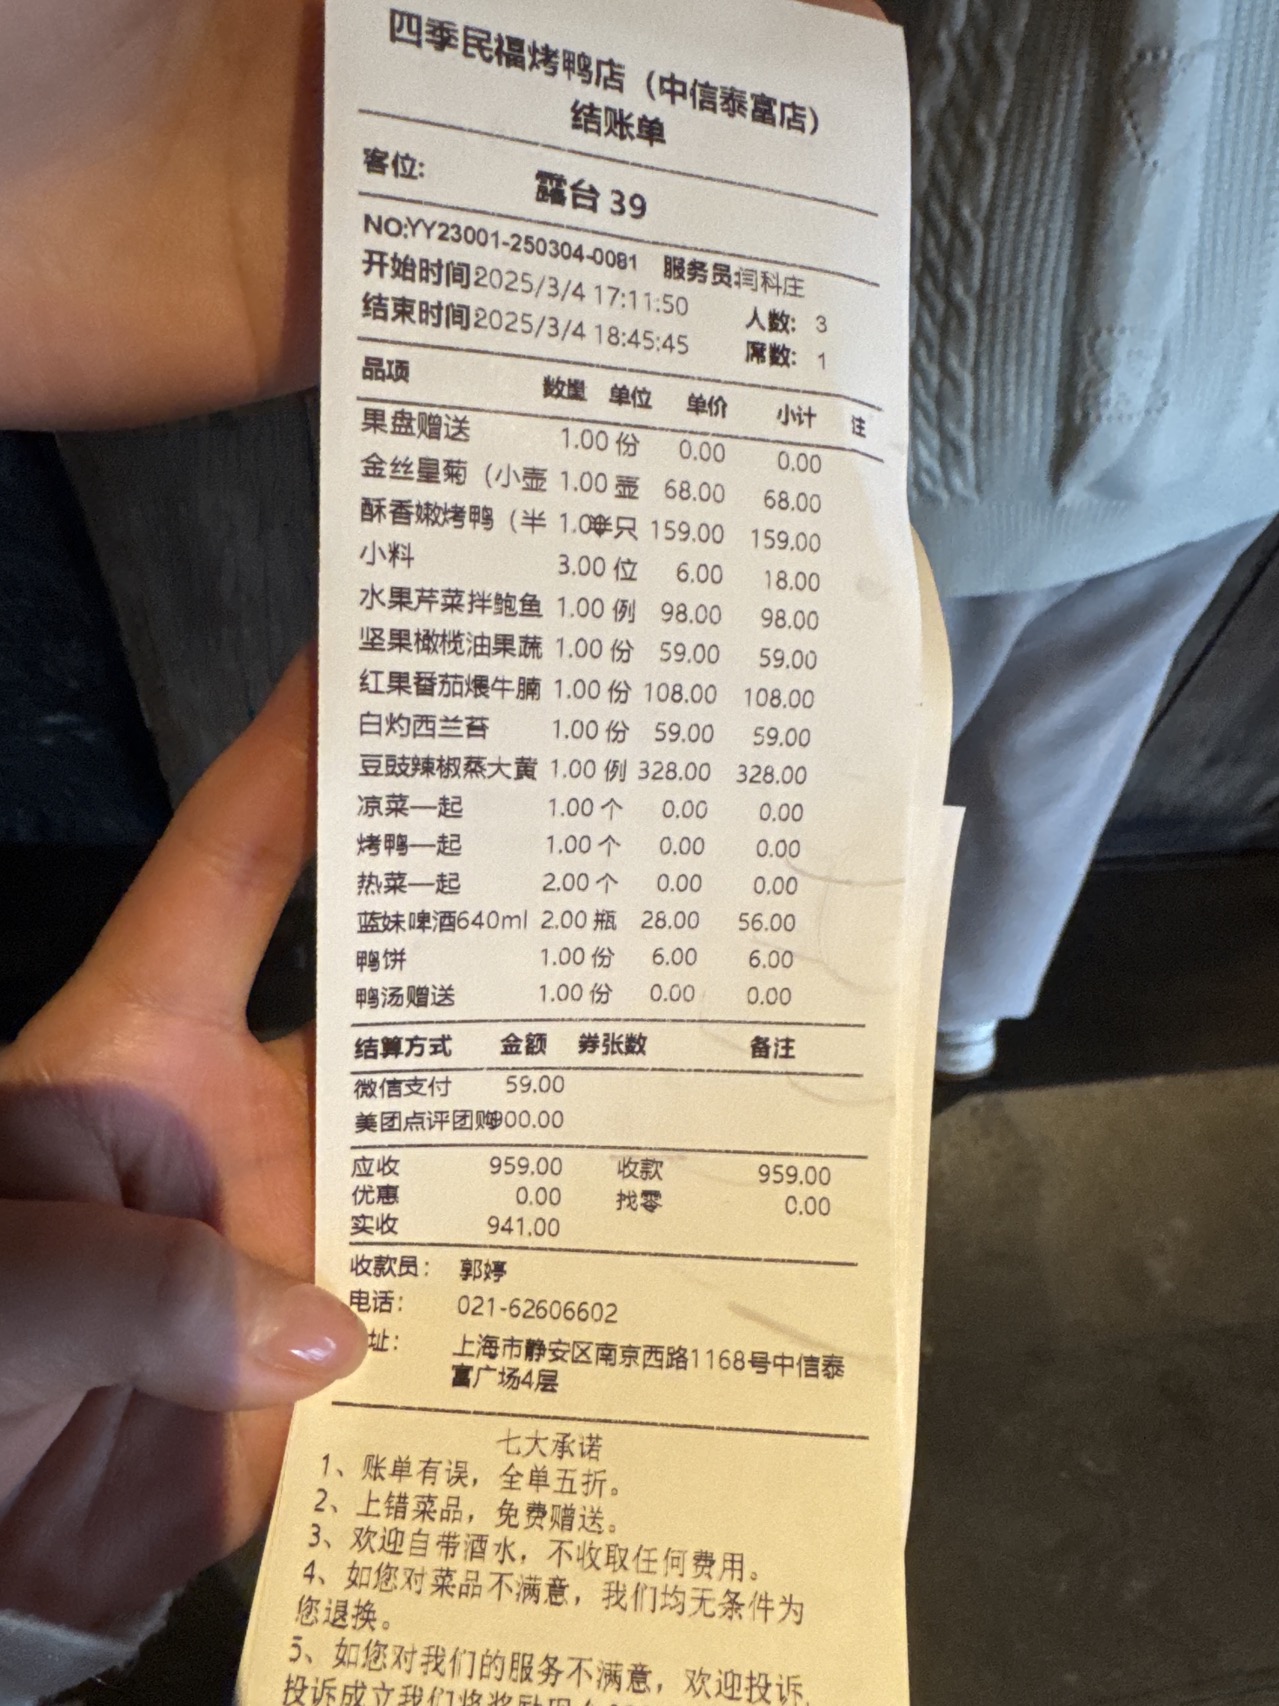 四季民福烤鸭店（中信泰富店）
结账单
客位: 露台 39
NO:YY23001-250304-0081 服务员:闫科庄
开始时间:2025/3/4 17:11:50 人数: 3
结束时间:2025/3/4 18:45:45 席数: 1
品项 数量 单位 单价 小计 注
果盘赠送 1.00 份 0.00 0.00
金丝皇菊（小壶 1.00 壶 68.00 68.00
酥香嫩烤鸭（半 1.00半只 159.00 159.00
小料 3.00 位 6.00 18.00
水果芹菜拌鲍鱼 1.00 例 98.00 98.00
坚果橄榄油果蔬 1.00 份 59.00 59.00
红果番茄煨牛腩 1.00 份 108.00 108.00
白灼西兰苔 1.00 份 59.00 59.00
豆豉辣椒蒸大黄 1.00 例 328.00 328.00
凉菜—起 1.00 个 0.00 0.00
烤鸭—起 1.00 个 0.00 0.00
热菜—起 2.00 个 0.00 0.00
蓝妹啤酒640ml 2.00 瓶 28.00 56.00
鸭饼 1.00 份 6.00 6.00
鸭汤赠送 1.00 份 0.00 0.00
结算方式 金额 券张数 备注
微信支付 59.00
美团点评团购900.00
应收 959.00 收款 959.00
优惠 0.00 找零 0.00
实收 941.00
收款员: 郭婷
电话: 021-62606602
址: 上海市静安区南京西路1168号中信泰
富广场4层
七大承诺
1、账单有误，全单五折。
2、上错菜品，免费赠送。
3、欢迎自带酒水，不收取任何费用。
4、如您对菜品不满意，我们均无条件为
您退换。
5、如您对我们的服务不满意，欢迎投诉，
投诉成立我们将奖励